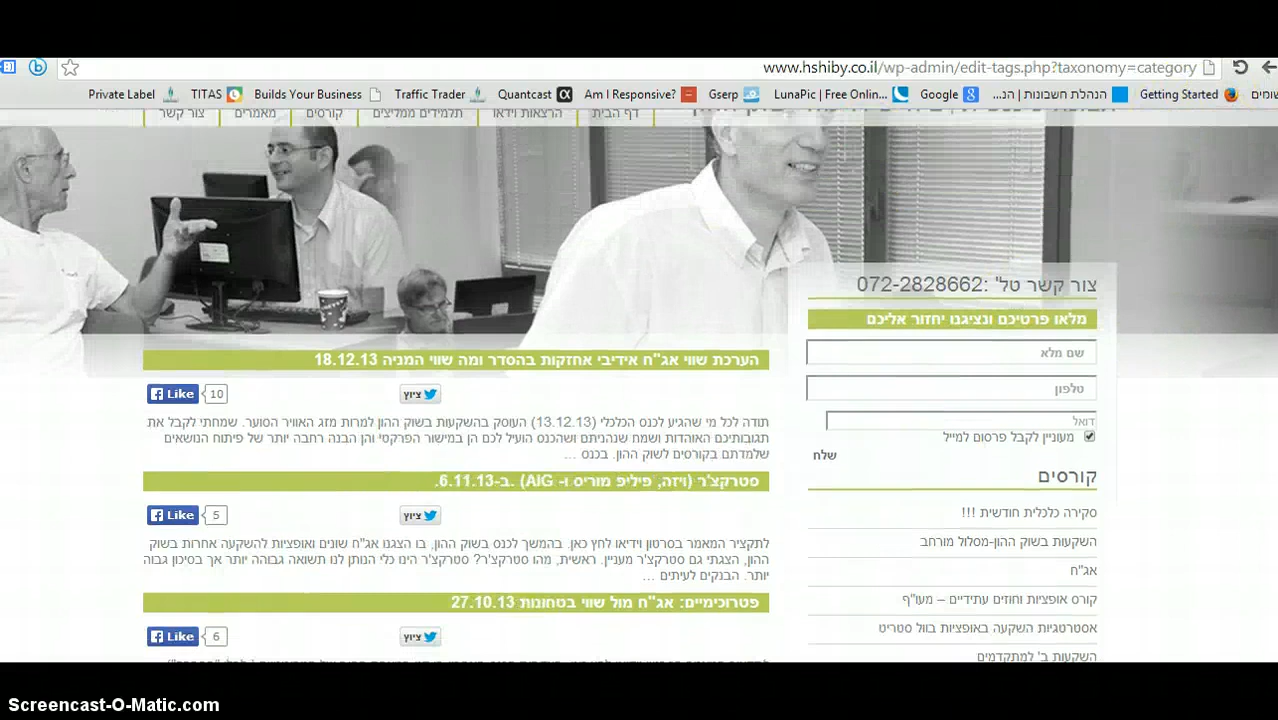 www.hshiby.co.il/wp-admin/edit-tags.php?taxonomy=category
Private Label
TITAS
Builds Your Business
Traffic Trader
Quantcast
Am I Responsive?
Gserp
LunaPic | Free Onlin...
Google
הנהלת חשבונות | הנ...
Getting Started
דף הבית
הרצאות וידאו
תלמידים ממליצים
קורסים
מאמרים
צור קשר
צור קשר טל': 072-2828662
מלאו פרטיכם ונציגנו יחזור אליכם
שם מלא
טלפון
דואל
מעוניין לקבל פרסום למייל
שלח
קורסים
סקירה כלכלית חודשית !!!
השקעות בשוק ההון-מסלול מורחב
אג"ח
קורס אופציות וחוזים עתידיים – מעו"ף
אסטרטגיות השקעה באופציות בוול סטריט
השקעות ב' למתקדמים
הערכת שווי אג"ח אידיבי אחזקות בהסדר ומה שווי המניה 18.12.13
Like 10
ציוץ
תודה לכל מי שהגיע לכנס הכלכלי (13.12.13) העוסק בהשקעות בשוק ההון למרות מזג האוויר הסוער. שמחתי לקבל את
תגובותיכם האוהדות ושמח שנהניתם ושהכנס הועיל לכם הן במישור הפרקטי והן הבנה רחבה יותר של פיתוח הנושאים
שלמדתם בקורסים לשוק ההון. בכנס ...
סטרקצ'ר (ויזה, פיליפ מוריס ו- AIG) .ב-6.11.13.
Like 5
ציוץ
לתקציר המאמר בסרטון וידיאו לחץ כאן. בהמשך לכנס בשוק ההון, בו הצגנו אג"ח שונים ואופציות להשקעה אחרות בשוק
ההון, הצגתי גם סטרקצ'ר מעניין. ראשית, מהו סטרקצ'ר? סטרקצ'ר הינו כלי הנותן לנו תשואה גבוהה יותר אך בסיכון גבוה
יותר. הבנקים לעיתים ...
פטרוכימיים: אג"ח מול שווי בטחונות 27.10.13
Like 6
ציוץ
Screencast-O-Matic.com